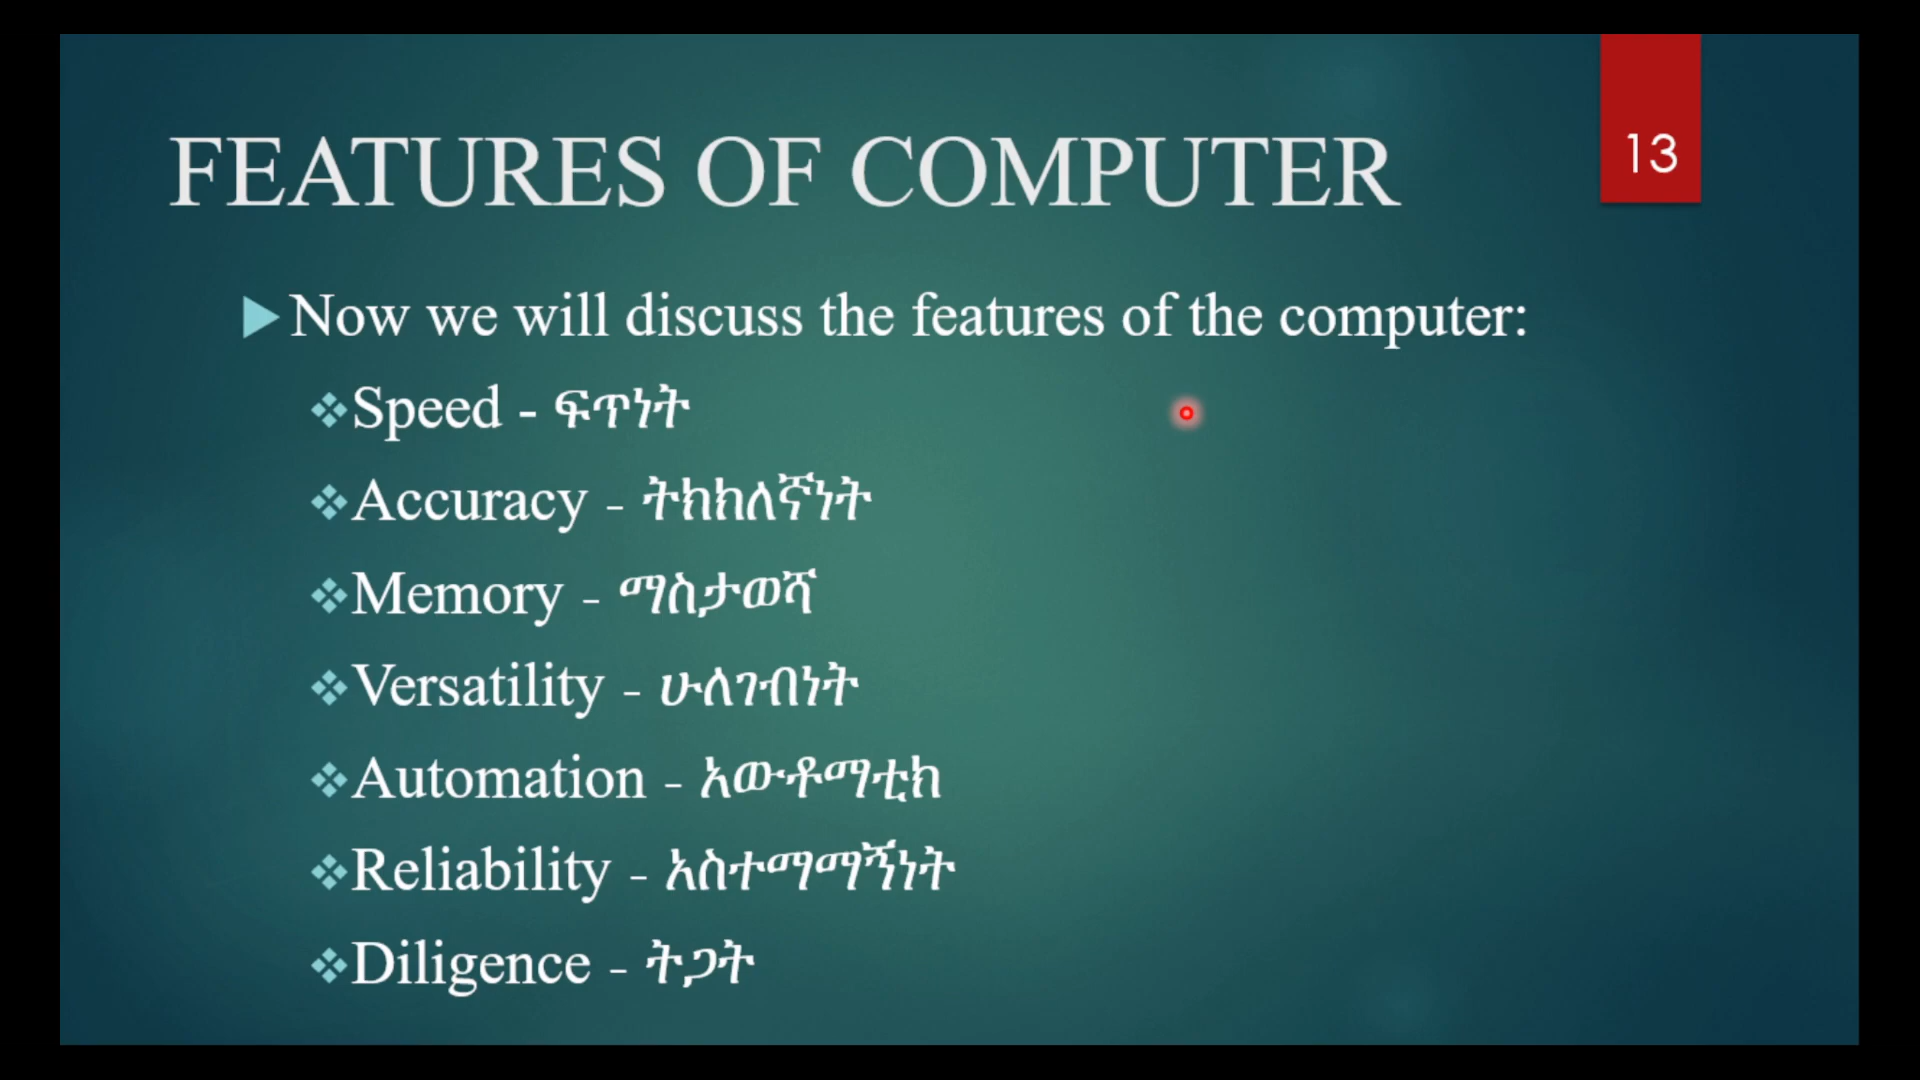 FEATURES OF COMPUTER
13
Now we will discuss the features of the computer:
Speed - ፍጥነት
Accuracy - ትክክለኛነት
Memory - ማስታወሻ
Versatility - ሁለገብነት
Automation - አውቶማቲክ
Reliability - አስተማማኝነት
Diligence - ትጋት